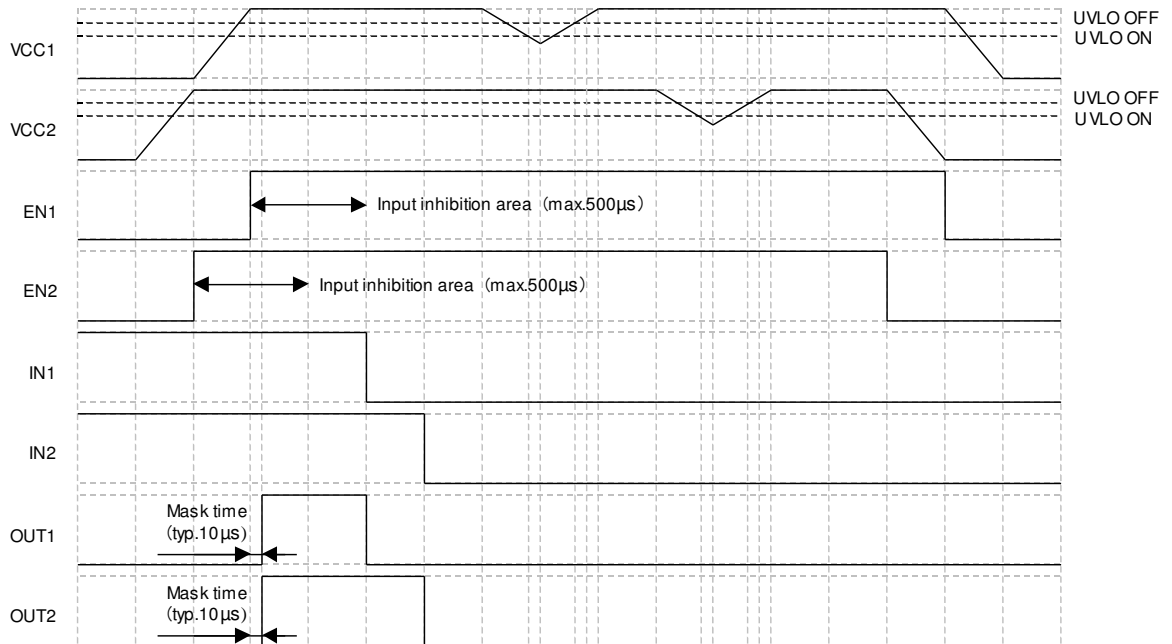 VCC1
UVLO OFF
UVLO ON
VCC2
UVLO OFF
UVLO ON
EN1
Input inhibition area (max.500µs)
EN2
Input inhibition area (max.500µs)
IN1
IN2
OUT1
Mask time
(typ.10µs)
OUT2
Mask time
(typ.10µs)